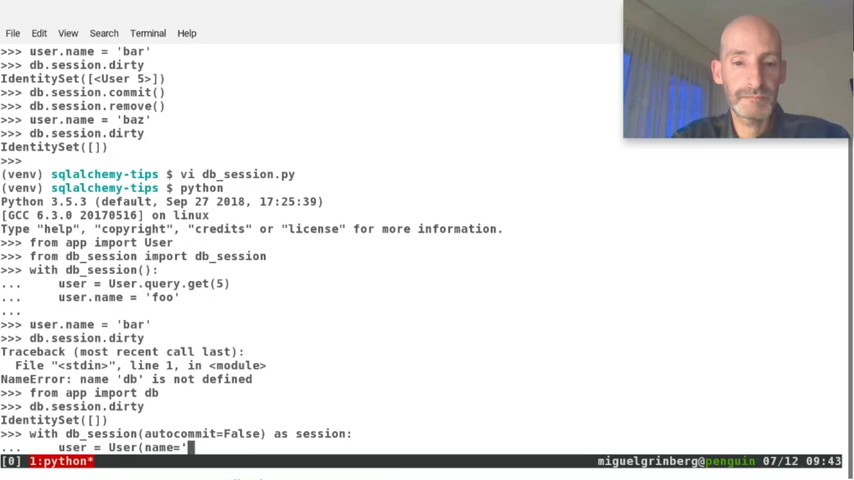 File Edit View Search Terminal Help
>>> user.name = 'bar'
>>> db.session.dirty
IdentitySet([<User 5>])
>>> db.session.commit()
>>> db.session.remove()
>>> user.name = 'baz'
>>> db.session.dirty
IdentitySet([])
>>>
(venv) sqlalchemy-tips $ vi db_session.py
(venv) sqlalchemy-tips $ python
Python 3.5.3 (default, Sep 27 2018, 17:25:39)
[GCC 6.3.0 20170516] on linux
Type "help", "copyright", "credits" or "license" for more information.
>>> from app import User
>>> from db_session import db_session
>>> with db_session():
...     user = User.query.get(5)
...     user.name = 'foo'
...
>>> user.name = 'bar'
>>> db.session.dirty
Traceback (most recent call last):
  File "<stdin>", line 1, in <module>
NameError: name 'db' is not defined
>>> from app import db
>>> db.session.dirty
IdentitySet([])
>>> with db_session(autocommit=False) as session:
...     user = User(name='
[0] 1:python* miguelgrinberg@penguin 07/12 09:43